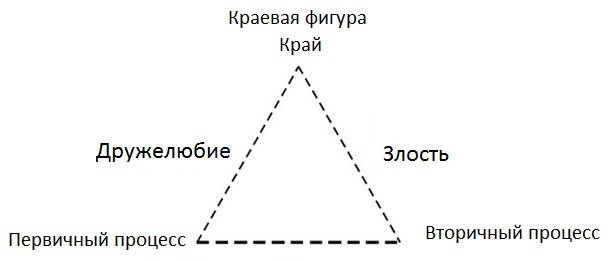 Краевая фигура
Край
Дружелюбие
Злость
Первичный процесс
Вторичный процесс